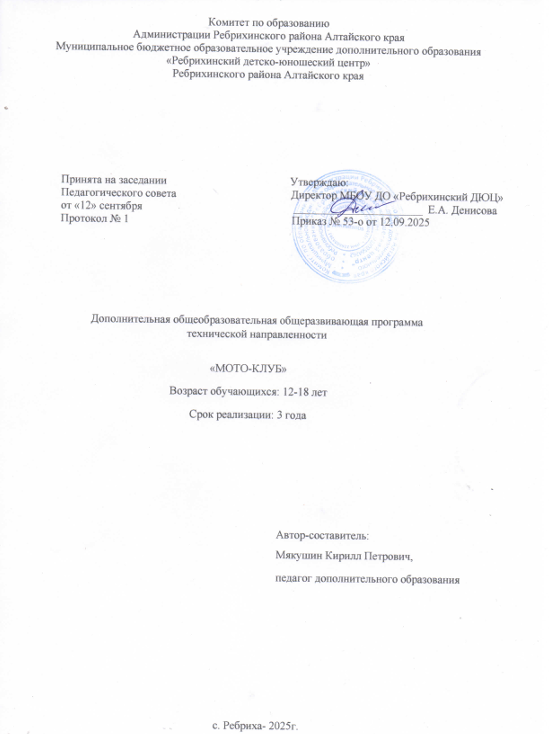 Комитет по образованию
Администрации Ребрихинского района Алтайского края
Муниципальное бюджетное образовательное учреждение дополнительного образования
«Ребрихинский детско-юношеский центр»
Ребрихинского района Алтайского края
Принята на заседании
Педагогического совета
от «12» сентября
Протокол № 1
Утверждаю:
Директор МБОУ ДО «Ребрихинский ДЮЦ»
Е.А. Денисова
Приказ № 53-о от 12.09.2025
Дополнительная общеобразовательная общеразвивающая программа
технической направленности
«МОТО-КЛУБ»
Возраст обучающихся: 12-18 лет
Срок реализации: 3 года
Автор-составитель:
Мякушин Кирилл Петрович,
педагог дополнительного образования
с. Ребриха- 2025г.